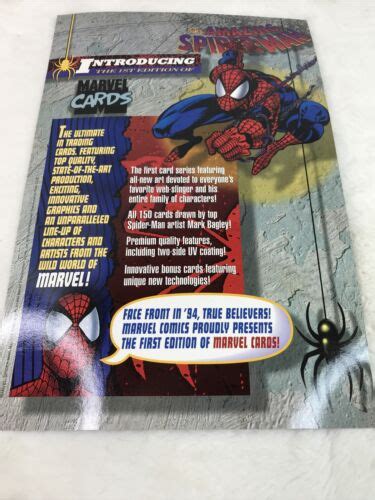 AMAZING
SPIDER-MAN
INTRODUCING
THE 1ST EDITION OF
MARVEL
CARDS
THE ULTIMATE
IN TRADING
CARDS, FEATURING
TOP QUALITY,
STATE-OF-THE-ART
PRODUCTION,
EXCITING,
INNOVATIVE
GRAPHICS AND
AN UNPARALLELED
LINE-UP OF
CHARACTERS AND
ARTISTS FROM THE
WILD WORLD OF
MARVEL!
The first card series featuring
all-new art devoted to everyone's
favorite web-slinger and his
entire family of characters!
All 150 cards drawn by top
Spider-Man artist Mark Bagley!
Premium quality features,
including two-side UV coating!
Innovative bonus cards featuring
unique new technologies!
FACE FRONT IN '94, TRUE BELIEVERS!
MARVEL COMICS PROUDLY PRESENTS
THE FIRST EDITION OF MARVEL CARDS!